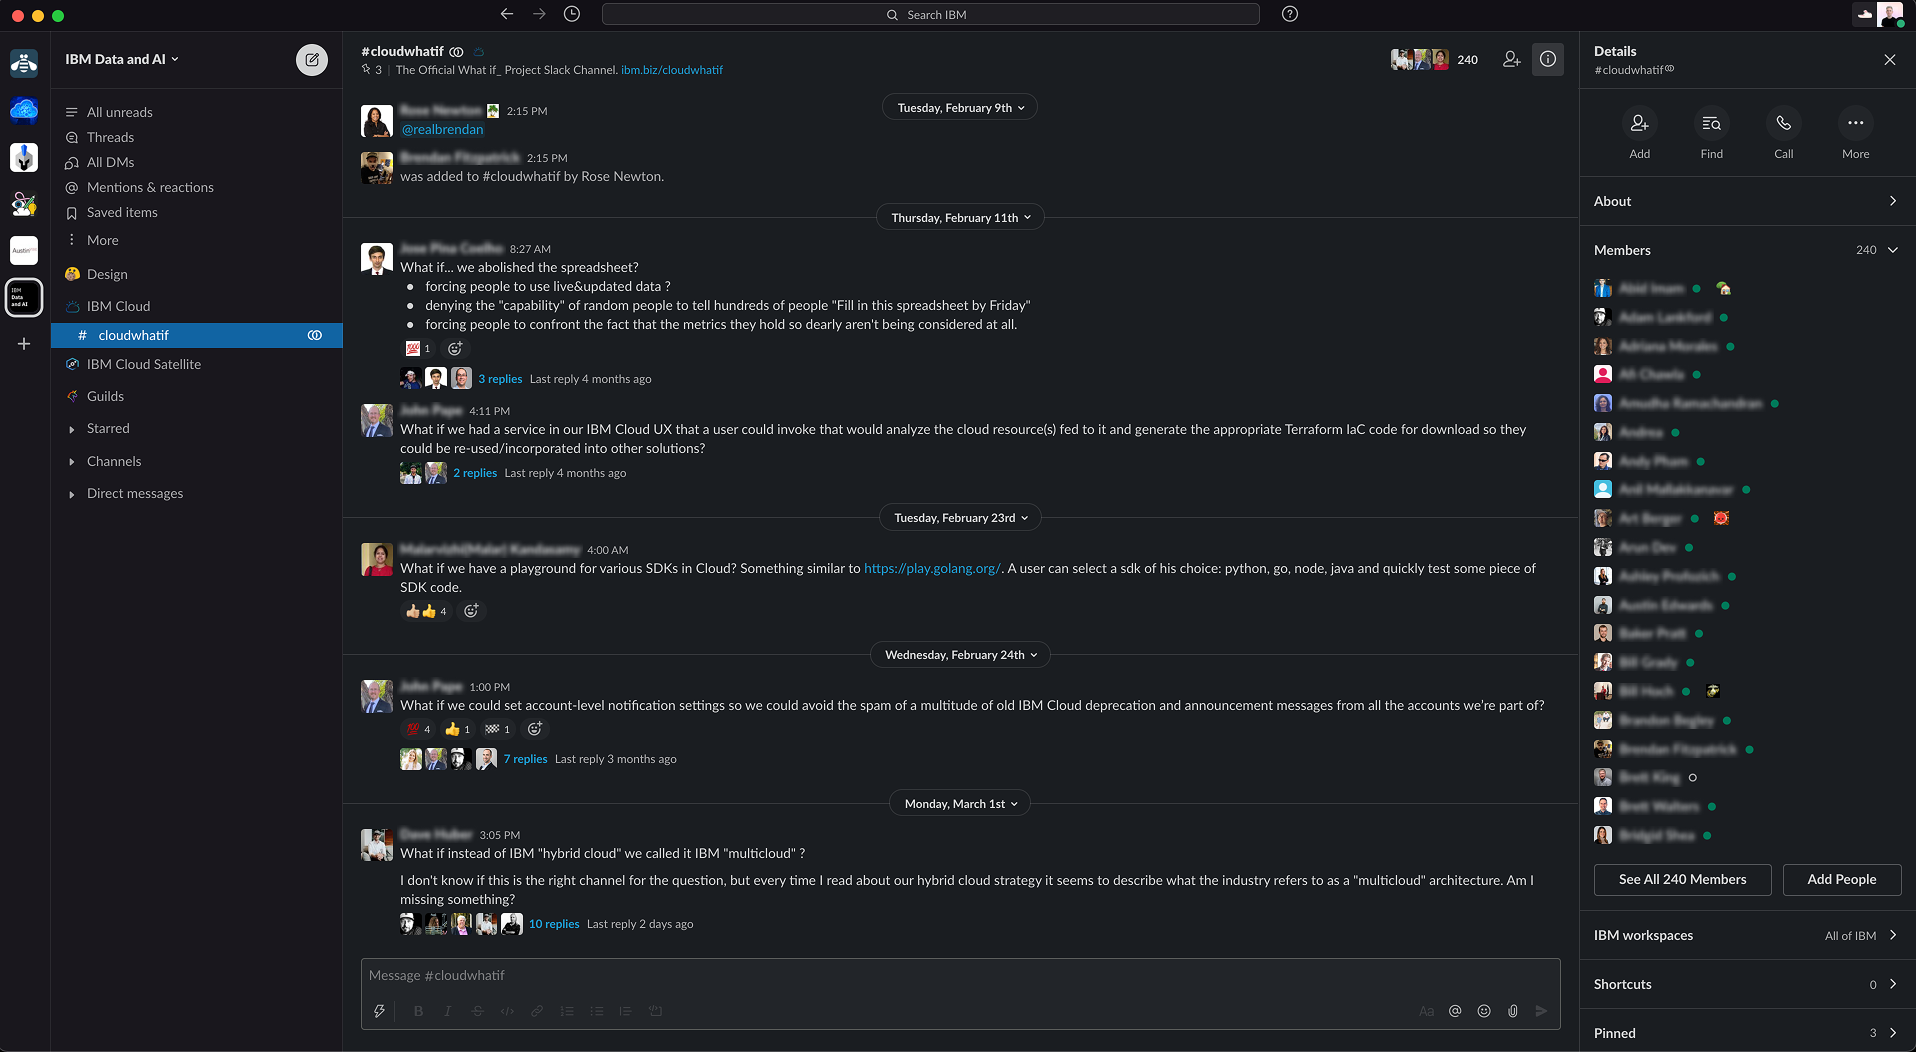 Search IBM
IBM Data and AI
All unreads
Threads
All DMs
Mentions & reactions
Saved items
More
Design
IBM Cloud
# cloudwhatif
IBM Cloud Satellite
Guilds
Starred
Channels
Direct messages
Austin
IBM
Data
and AI
#cloudwhatif
3 | The Official What if_ Project Slack Channel. ibm.biz/cloudwhatif
240
Tuesday, February 9th
Rose Newton 2:15 PM
@realbrendan
Brendan Fitzpatrick 2:15 PM
was added to #cloudwhatif by Rose Newton.
Thursday, February 11th
8:27 AM
What if... we abolished the spreadsheet?
• forcing people to use live&updated data ?
• denying the "capability" of random people to tell hundreds of people "Fill in this spreadsheet by Friday"
• forcing people to confront the fact that the metrics they hold so dearly aren't being considered at all.
1
3 replies Last reply 4 months ago
4:11 PM
What if we had a service in our IBM Cloud UX that a user could invoke that would analyze the cloud resource(s) fed to it and generate the appropriate Terraform IaC code for download so they
could be re-used/incorporated into other solutions?
2 replies Last reply 4 months ago
Tuesday, February 23rd
4:00 AM
What if we have a playground for various SDKs in Cloud? Something similar to https://play.golang.org/. A user can select a sdk of his choice: python, go, node, java and quickly test some piece of
SDK code.
4
Wednesday, February 24th
1:00 PM
What if we could set account-level notification settings so we could avoid the spam of a multitude of old IBM Cloud deprecation and announcement messages from all the accounts we're part of?
4 1 1
7 replies Last reply 3 months ago
Monday, March 1st
3:05 PM
What if instead of IBM "hybrid cloud" we called it IBM "multicloud" ?
I don't know if this is the right channel for the question, but every time I read about our hybrid cloud strategy it seems to describe what the industry refers to as a "multicloud" architecture. Am I
missing something?
10 replies Last reply 2 days ago
Message #cloudwhatif
Aa
Details
#cloudwhatif
Add Find Call More
About
Members 240
See All 240 Members Add People
IBM workspaces All of IBM
Shortcuts 0
Pinned 3